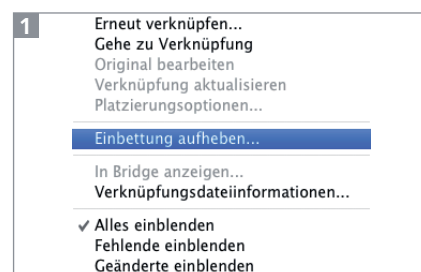 1
Erneut verknüpfen...
Gehe zu Verknüpfung
Original bearbeiten
Verknüpfung aktualisieren
Platzierungsoptionen...
Einbettung aufheben...
In Bridge anzeigen...
Verknüpfungsdateiinformationen...
✓ Alles einblenden
Fehlende einblenden
Geänderte einblenden